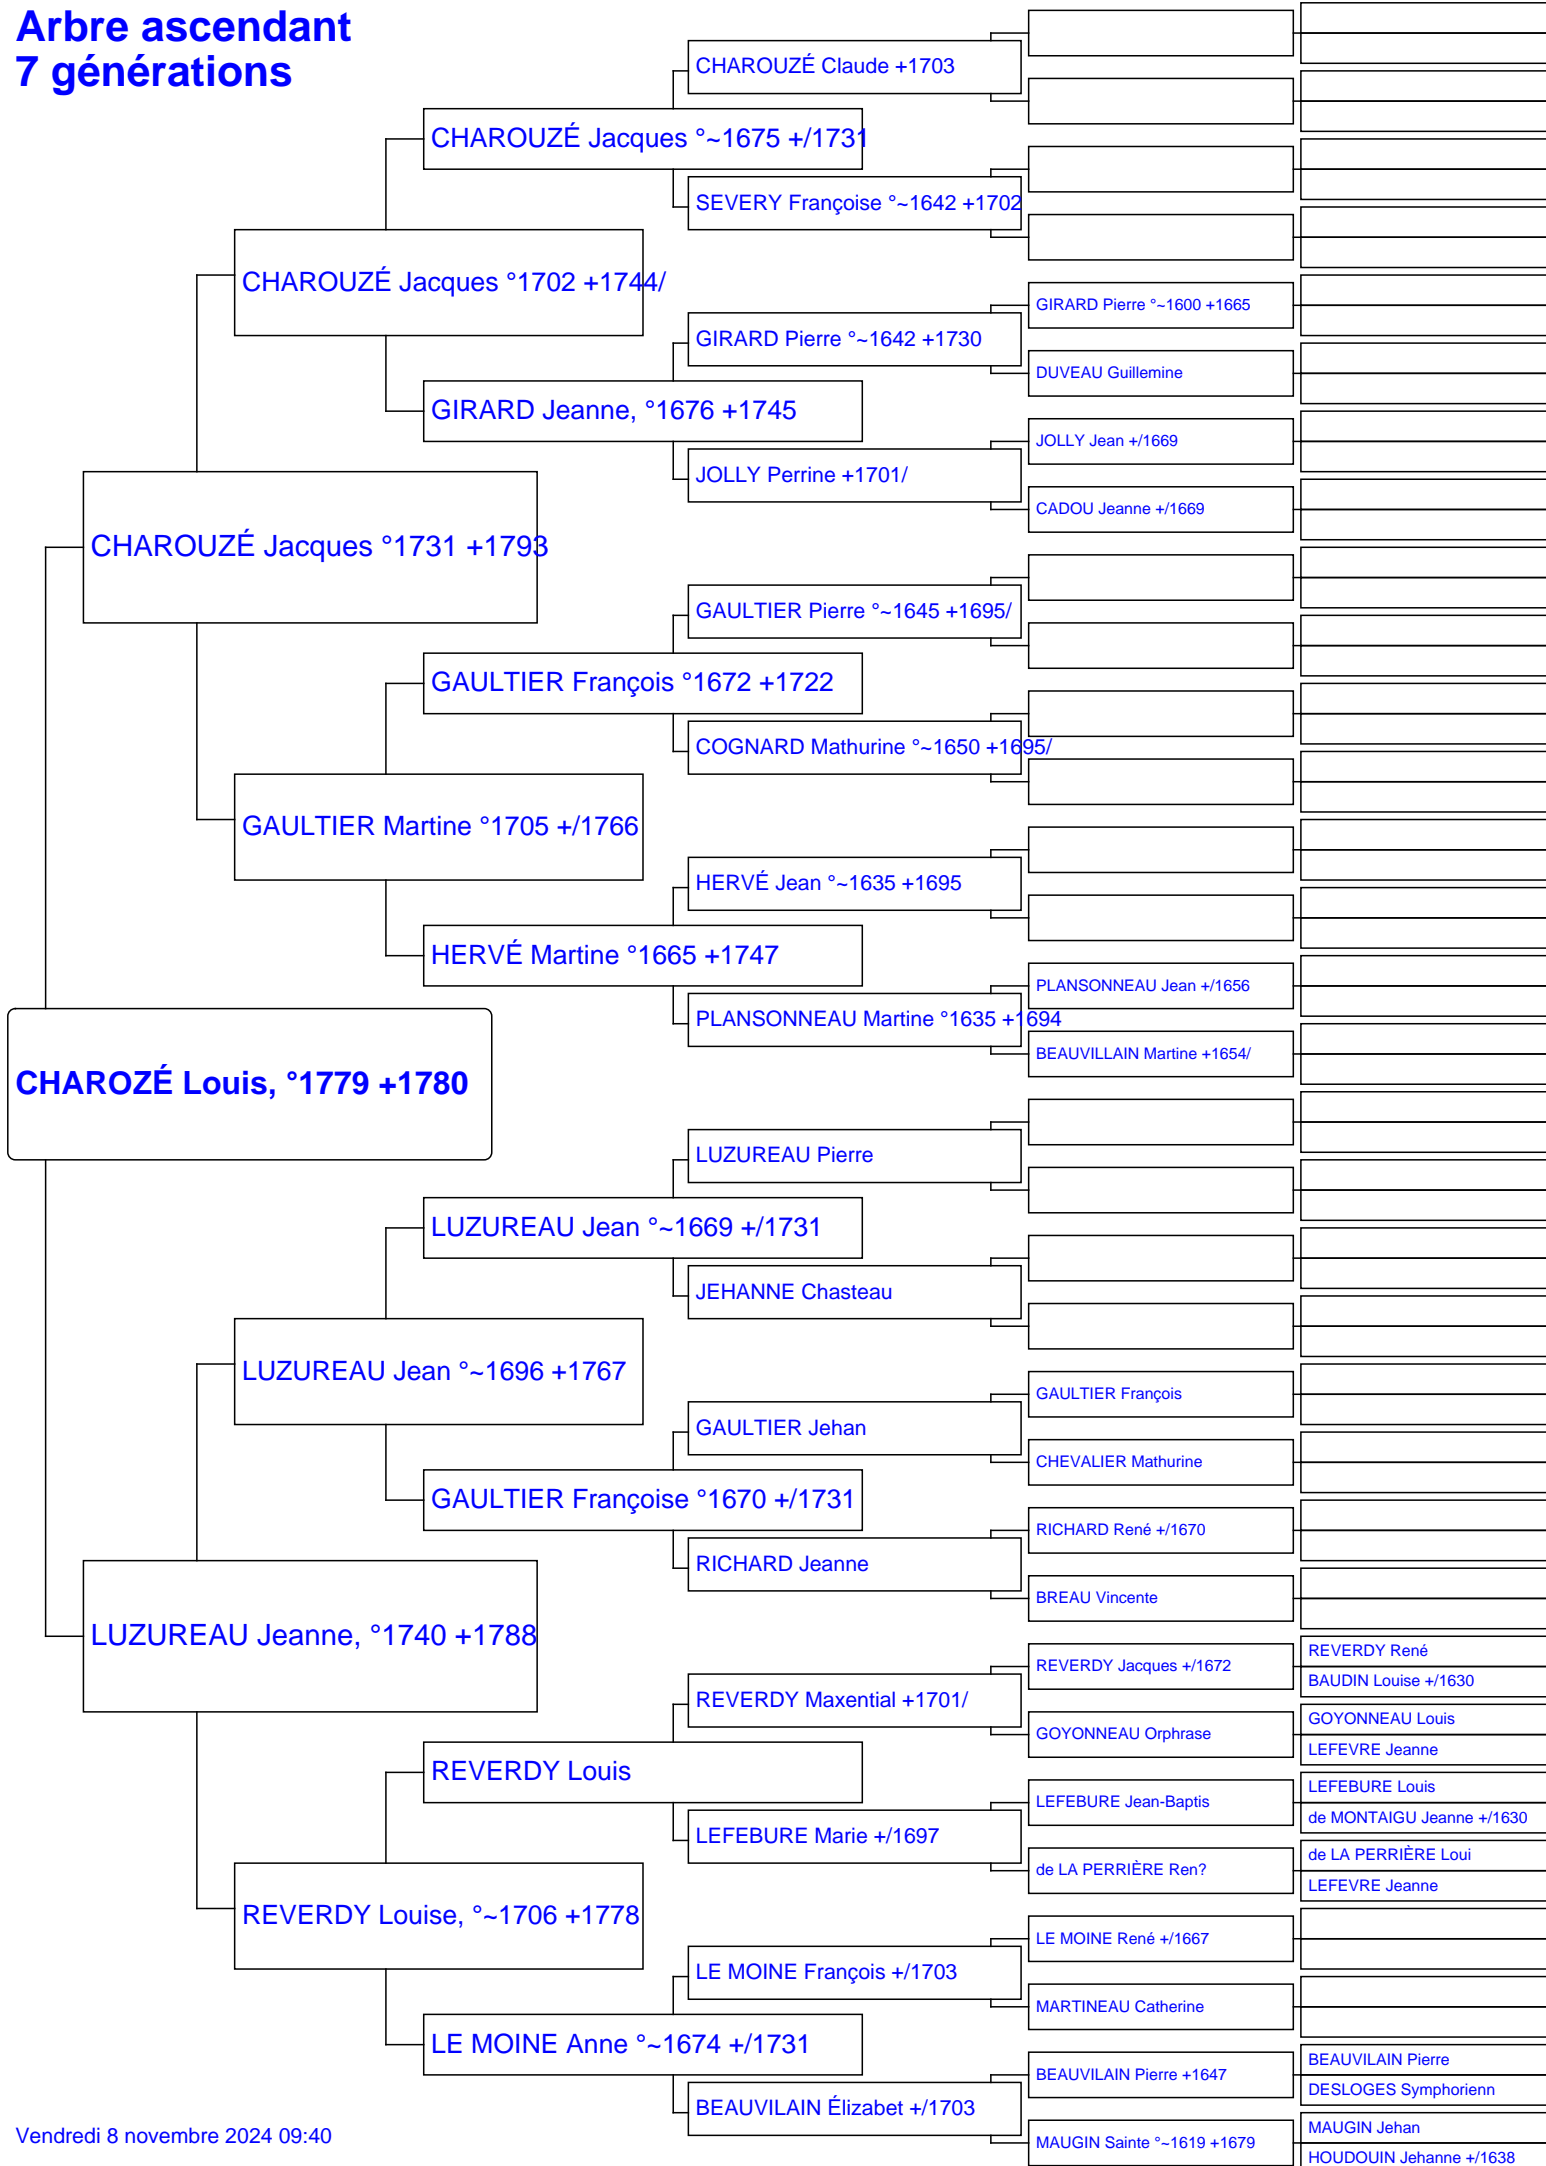 Arbre ascendant
7 générations
CHAROUZÉ Claude +1703
CHAROUZÉ Jacques °~1675 +/1731
SEVERY Françoise °~1642 +1702
CHAROUZÉ Jacques °1702 +1744/
GIRARD Pierre °~1600 +1665
GIRARD Pierre °~1642 +1730
DUVEAU Guillemine
GIRARD Jeanne, °1676 +1745
JOLLY Jean +/1669
JOLLY Perrine +1701/
CADOU Jeanne +/1669
CHAROUZÉ Jacques °1731 +1793
GAULTIER Pierre °~1645 +1695/
GAULTIER François °1672 +1722
COGNARD Mathurine °~1650 +1695/
GAULTIER Martine °1705 +/1766
HERVÉ Jean °~1635 +1695
HERVÉ Martine °1665 +1747
PLANSONNEAU Jean +/1656
PLANSONNEAU Martine °1635 +1694
BEAUVILLAIN Martine +1654/
CHAROZÉ Louis, °1779 +1780
LUZUREAU Pierre
LUZUREAU Jean °~1669 +/1731
JEHANNE Chasteau
LUZUREAU Jean °~1696 +1767
GAULTIER François
GAULTIER Jehan
CHEVALIER Mathurine
GAULTIER Françoise °1670 +/1731
RICHARD René +/1670
RICHARD Jeanne
BREAU Vincente
LUZUREAU Jeanne, °1740 +1788
REVERDY René
REVERDY Jacques +/1672
BAUDIN Louise +/1630
REVERDY Maxential +1701/
GOYONNEAU Louis
GOYONNEAU Orphrase
LEFEVRE Jeanne
REVERDY Louis
LEFEBURE Louis
LEFEBURE Jean-Baptis
de MONTAIGU Jeanne +/1630
LEFEBURE Marie +/1697
de LA PERRIÈRE Loui
de LA PERRIÈRE Ren?
LEFEVRE Jeanne
REVERDY Louise, °~1706 +1778
LE MOINE René +/1667
LE MOINE François +/1703
MARTINEAU Catherine
LE MOINE Anne °~1674 +/1731
BEAUVILAIN Pierre
BEAUVILAIN Pierre +1647
DESLOGES Symphorienn
BEAUVILAIN Élizabet +/1703
MAUGIN Jehan
MAUGIN Sainte °~1619 +1679
HOUDOUIN Jehanne +/1638
Vendredi 8 novembre 2024 09:40